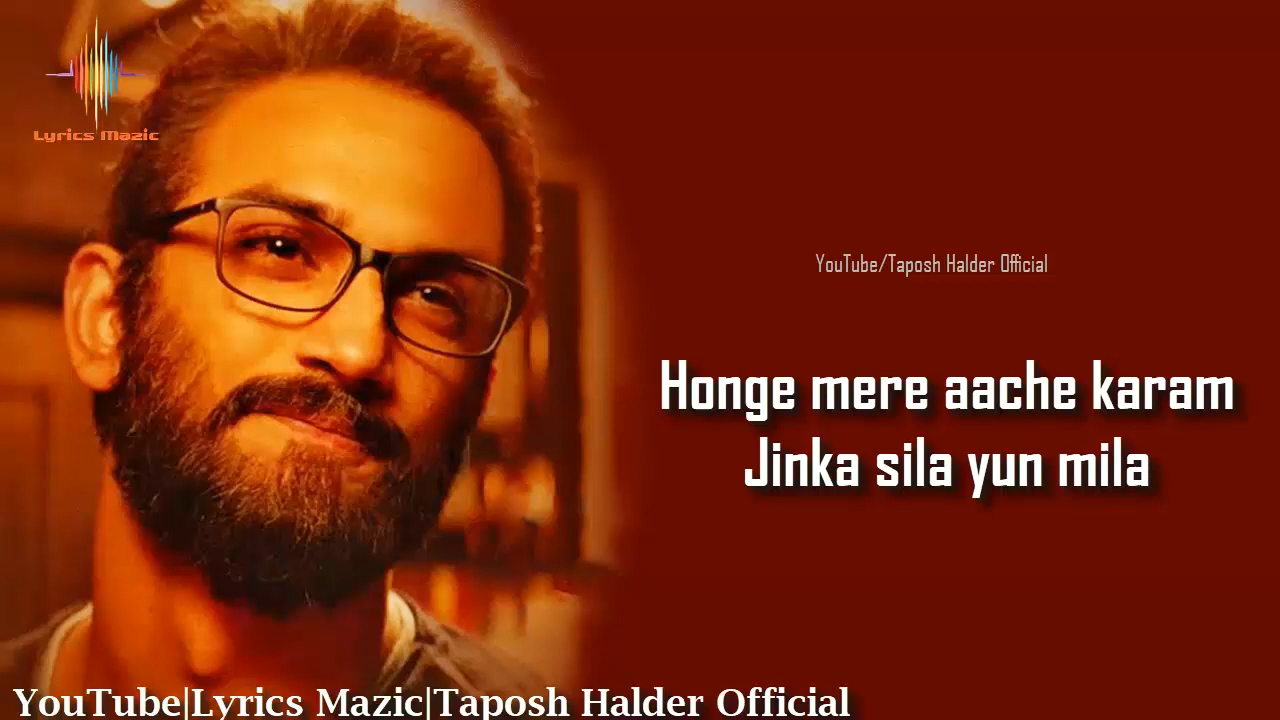 Lyrics Mazic
YouTube/Taposh Halder Official
Honge mere aache karam
Jinka sila yun mila
YouTube|Lyrics Mazic|Taposh Halder Official